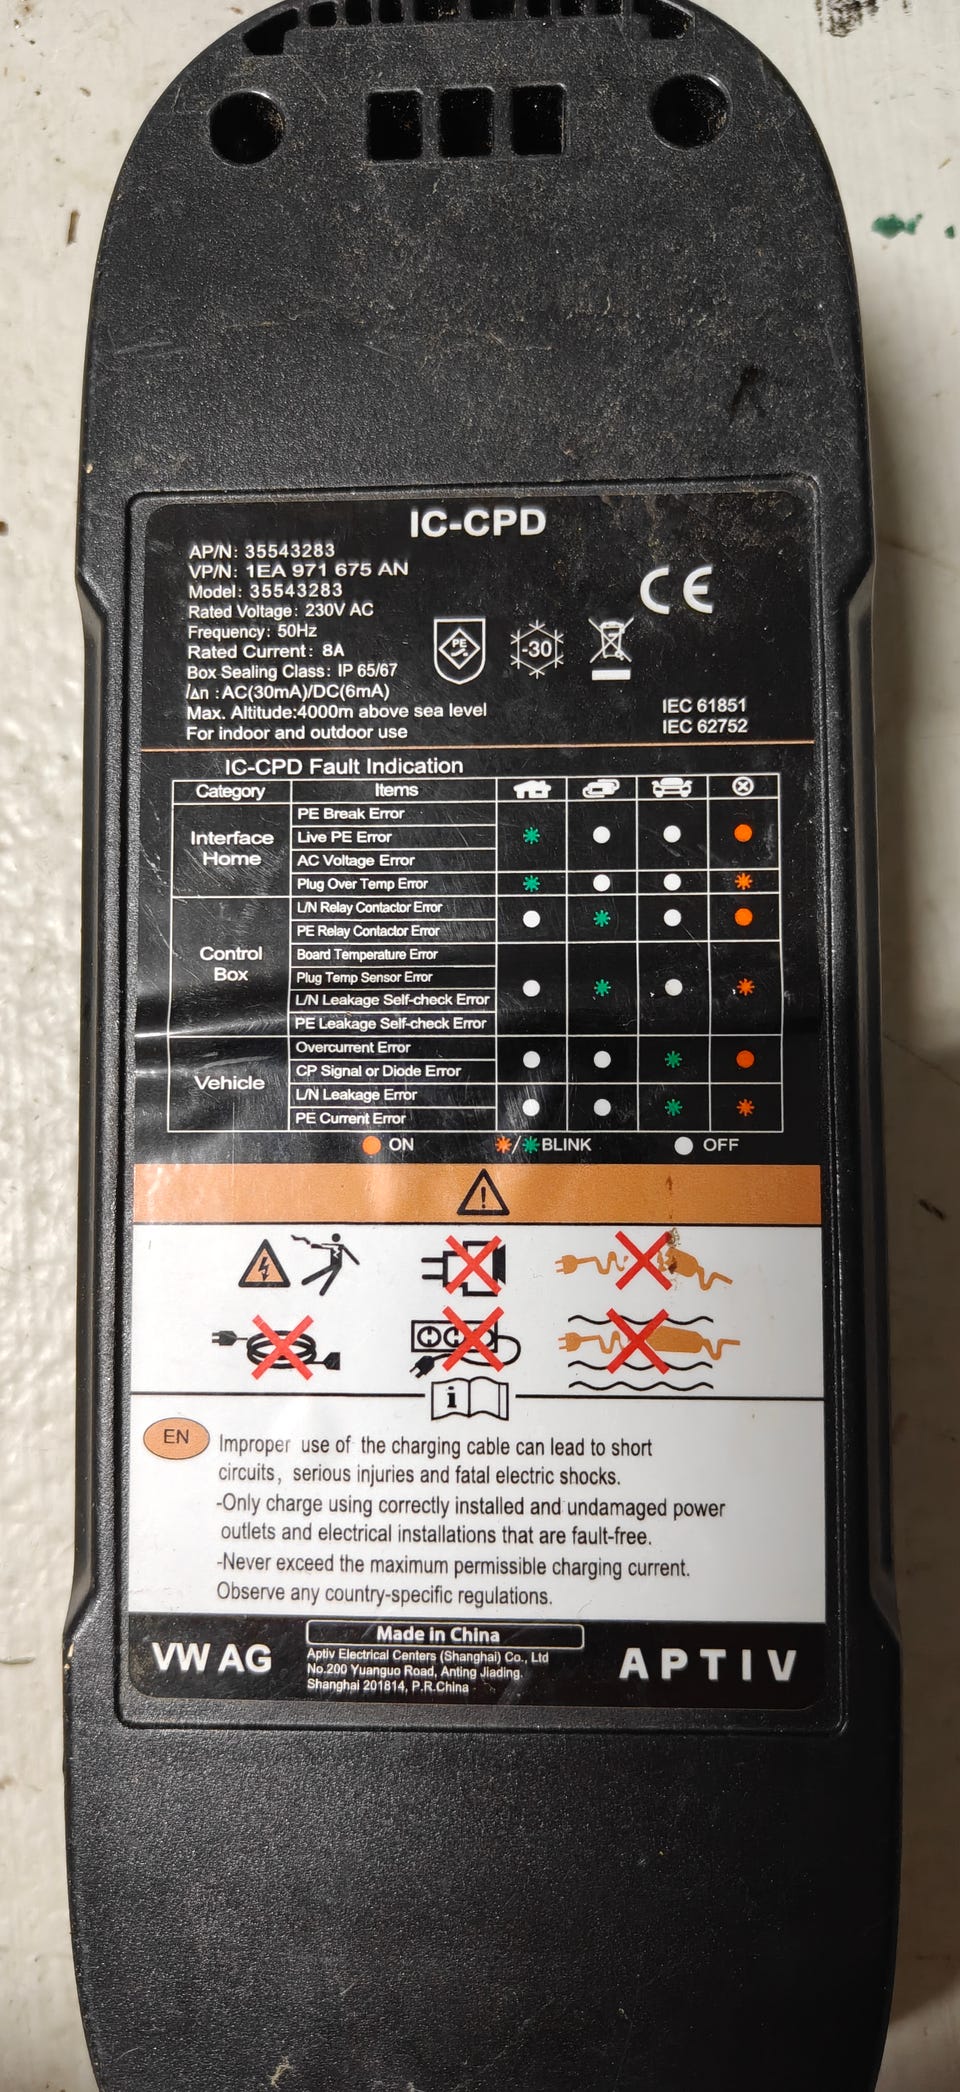 IC-CPD
AP/N: 35543283
VP/N: 1EA 971 675 AN
Model: 35543283
Rated Voltage: 230V AC
Frequency: 50Hz
Rated Current: 8A
Box Sealing Class: IP 65/67
IΔn :AC(30mA)/DC(6mA)
Max. Altitude:4000m above sea level
For indoor and outdoor use
CE
PE
-30
IEC 61851
IEC 62752
IC-CPD Fault Indication
Category Items
Interface Home
PE Break Error
Live PE Error
AC Voltage Error
Plug Over Temp Error
Control Box
L/N Relay Contactor Error
PE Relay Contactor Error
Board Temperature Error
Plug Temp Sensor Error
L/N Leakage Self-check Error
PE Leakage Self-check Error
Vehicle
Overcurrent Error
CP Signal or Diode Error
L/N Leakage Error
PE Current Error
ON / BLINK OFF
EN
Improper use of the charging cable can lead to short
circuits, serious injuries and fatal electric shocks.
-Only charge using correctly installed and undamaged power
outlets and electrical installations that are fault-free.
-Never exceed the maximum permissible charging current.
Observe any country-specific regulations.
VW AG
Made in China
Aptiv Electrical Centers (Shanghai) Co., Ltd
No.200 Yuanguo Road, Anting Jiading.
Shanghai 201814, P.R.China
APTIV